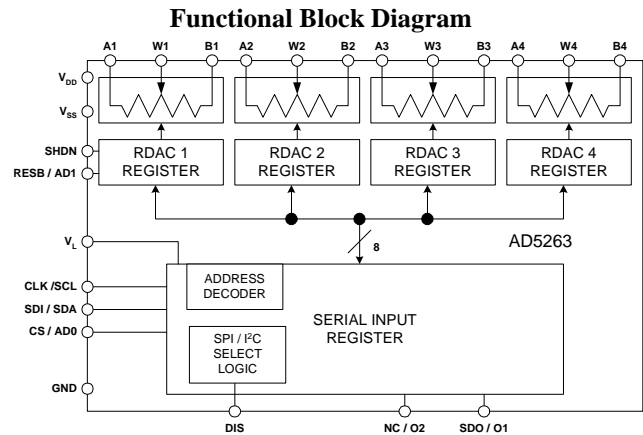 Functional Block Diagram
A1 W1 B1 A2 W2 B2 A3 W3 B3 A4 W4 B4
VDD
VSS
SHDN
RESB / AD1
RDAC 1
REGISTER
RDAC 2
REGISTER
RDAC 3
REGISTER
RDAC 4
REGISTER
8
AD5263
VL
CLK /SCL
SDI / SDA
CS / AD0
GND
ADDRESS
DECODER
SERIAL INPUT
REGISTER
SPI / I²C
SELECT
LOGIC
DIS
NC / O2
SDO / O1